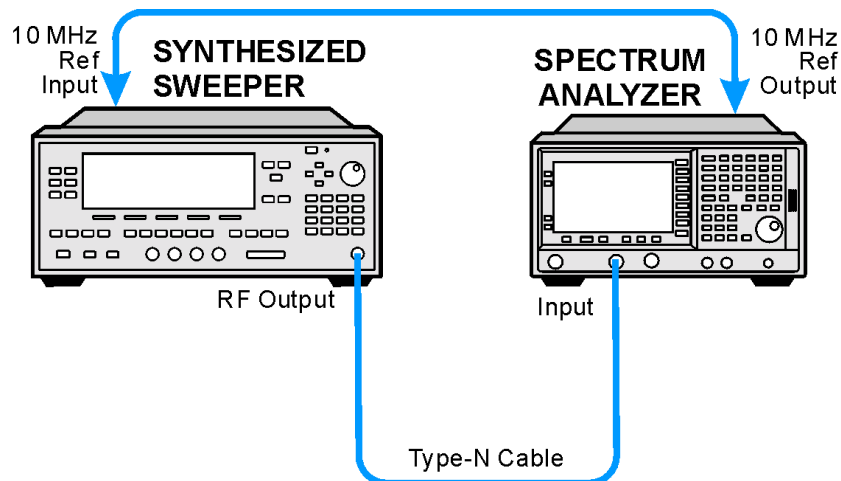 10 MHz
Ref
Input
SYNTHESIZED
SWEEPER
SPECTRUM
ANALYZER
10 MHz
Ref
Output
RF Output
Input
Type-N Cable